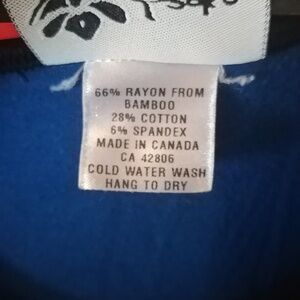 66% RAYON FROM
BAMBOO
28% COTTON
6% SPANDEX
MADE IN CANADA
CA 42806
COLD WATER WASH
HANG TO DRY